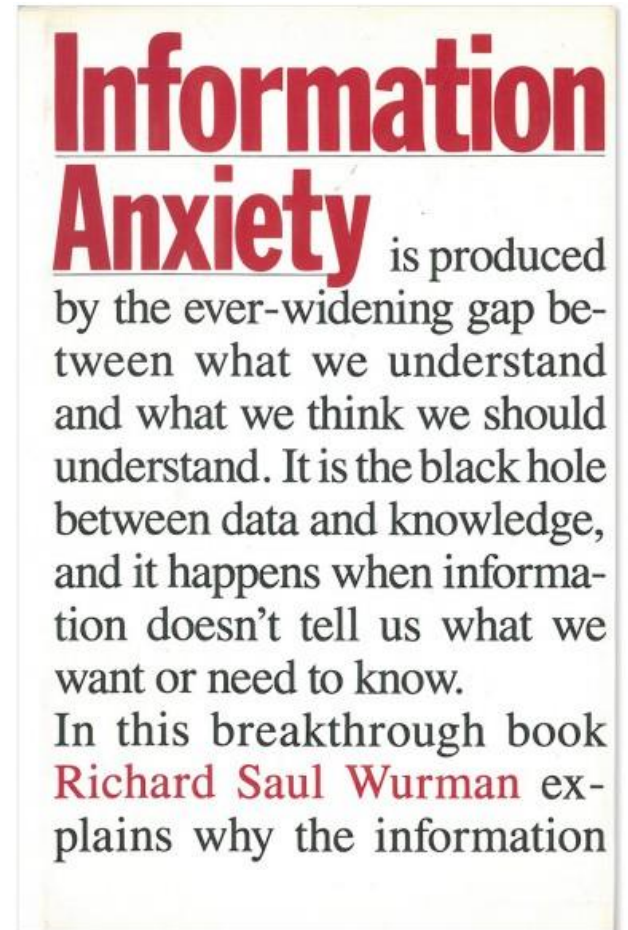 Information
Anxiety is produced
by the ever-widening gap be-
tween what we understand
and what we think we should
understand. It is the black hole
between data and knowledge,
and it happens when informa-
tion doesn't tell us what we
want or need to know.
In this breakthrough book
Richard Saul Wurman ex-
plains why the information